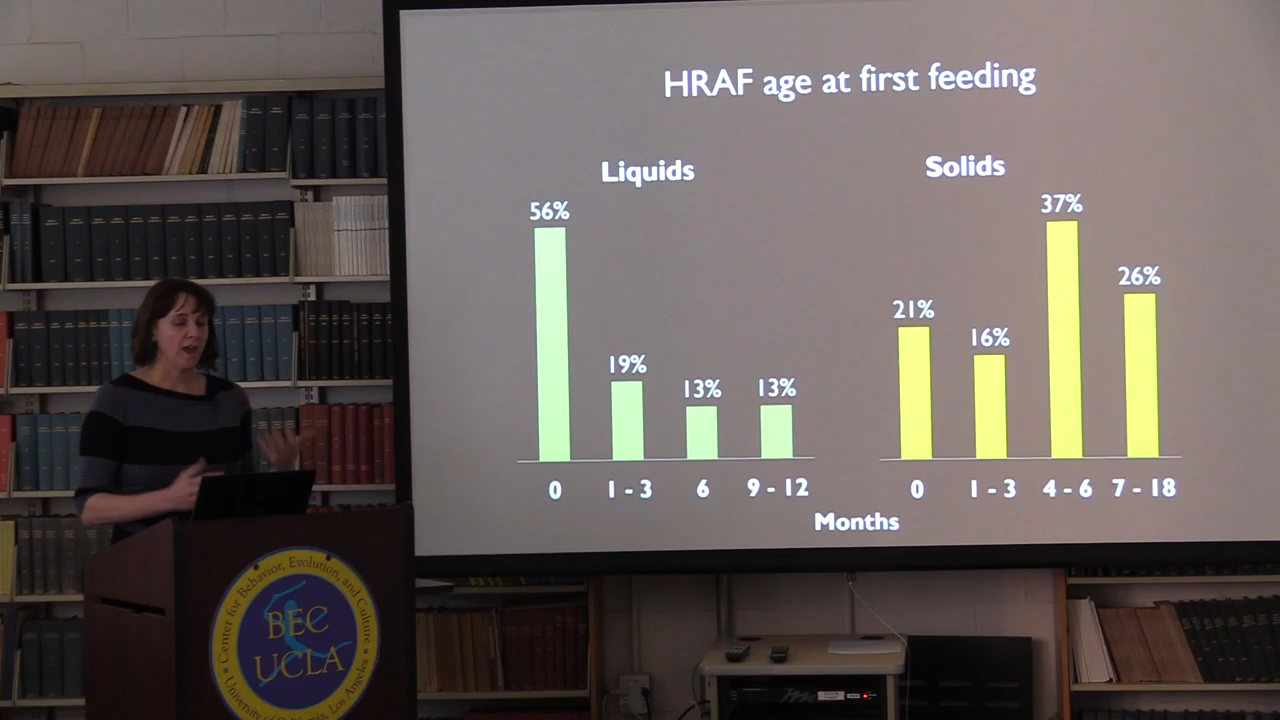 HRAF age at first feeding
Liquids
Solids
56%
19%
13%
13%
21%
16%
37%
26%
0
1 - 3
6
9 - 12
0
1 - 3
4 - 6
7 - 18
Months
Center for Behavior, Evolution, and Culture
BEC
UCLA
University of California, Los Angeles